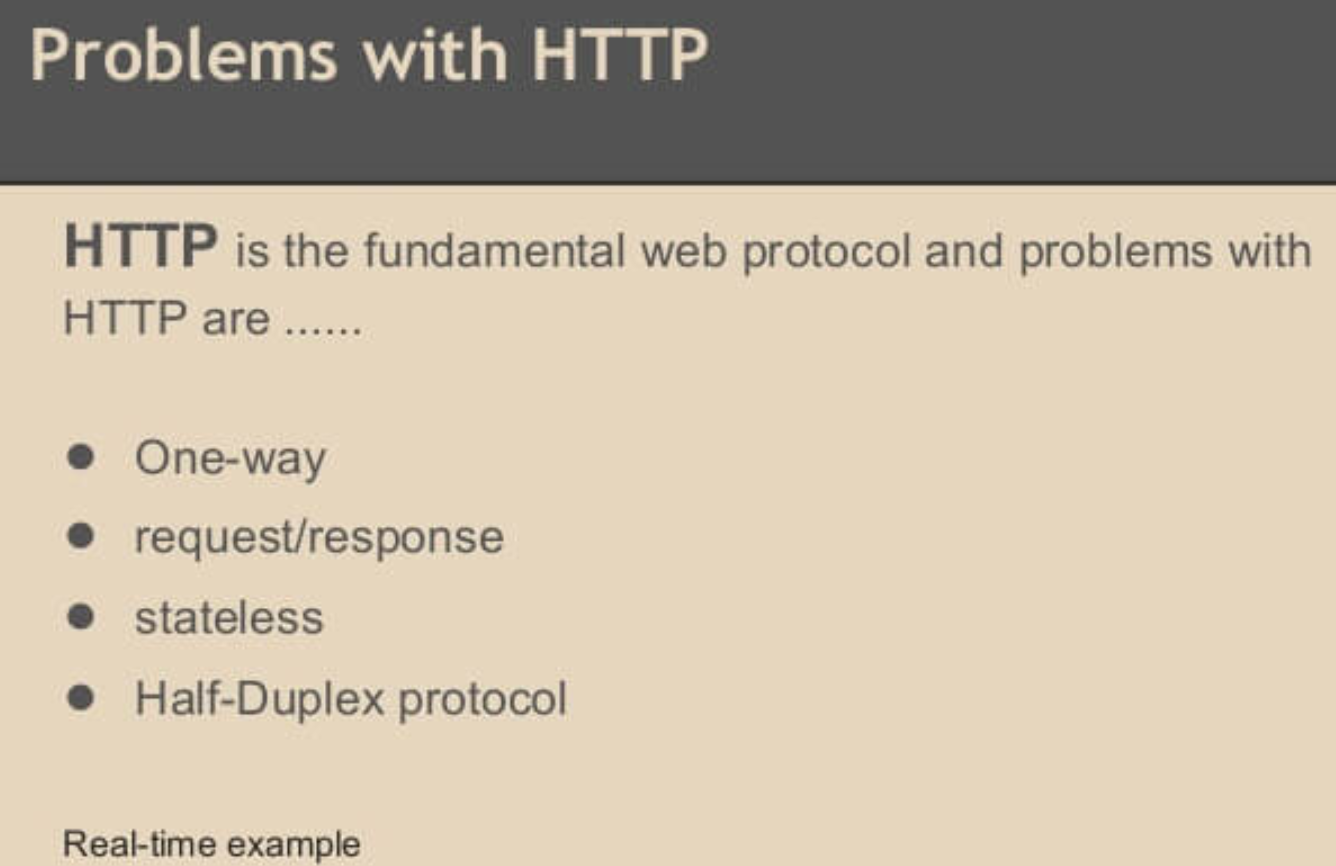 Problems with HTTP
HTTP is the fundamental web protocol and problems with
HTTP are ......
● One-way
● request/response
● stateless
● Half-Duplex protocol
Real-time example